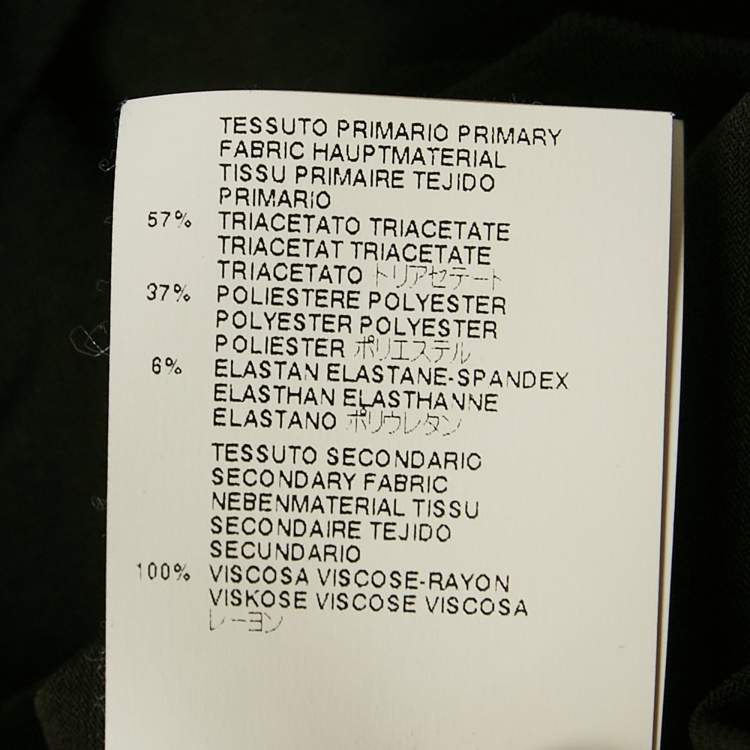 TESSUTO PRIMARIO PRIMARY
FABRIC HAUPTMATERIAL
TISSU PRIMAIRE TEJIDO
PRIMARIO
57% TRIACETATO TRIACETATE
TRIACETAT TRIACETATE
TRIACETATO トリアセテート
37% POLIESTERE POLYESTER
POLYESTER POLYESTER
POLIESTER ポリエステル
6% ELASTAN ELASTANE-SPANDEX
ELASTHAN ELASTHANNE
ELASTANO ポリウレタン
TESSUTO SECONDARIO
SECONDARY FABRIC
NEBENMATERIAL TISSU
SECONDAIRE TEJIDO
SECUNDARIO
100% VISCOSA VISCOSE-RAYON
VISKOSE VISCOSE VISCOSA
レーヨン